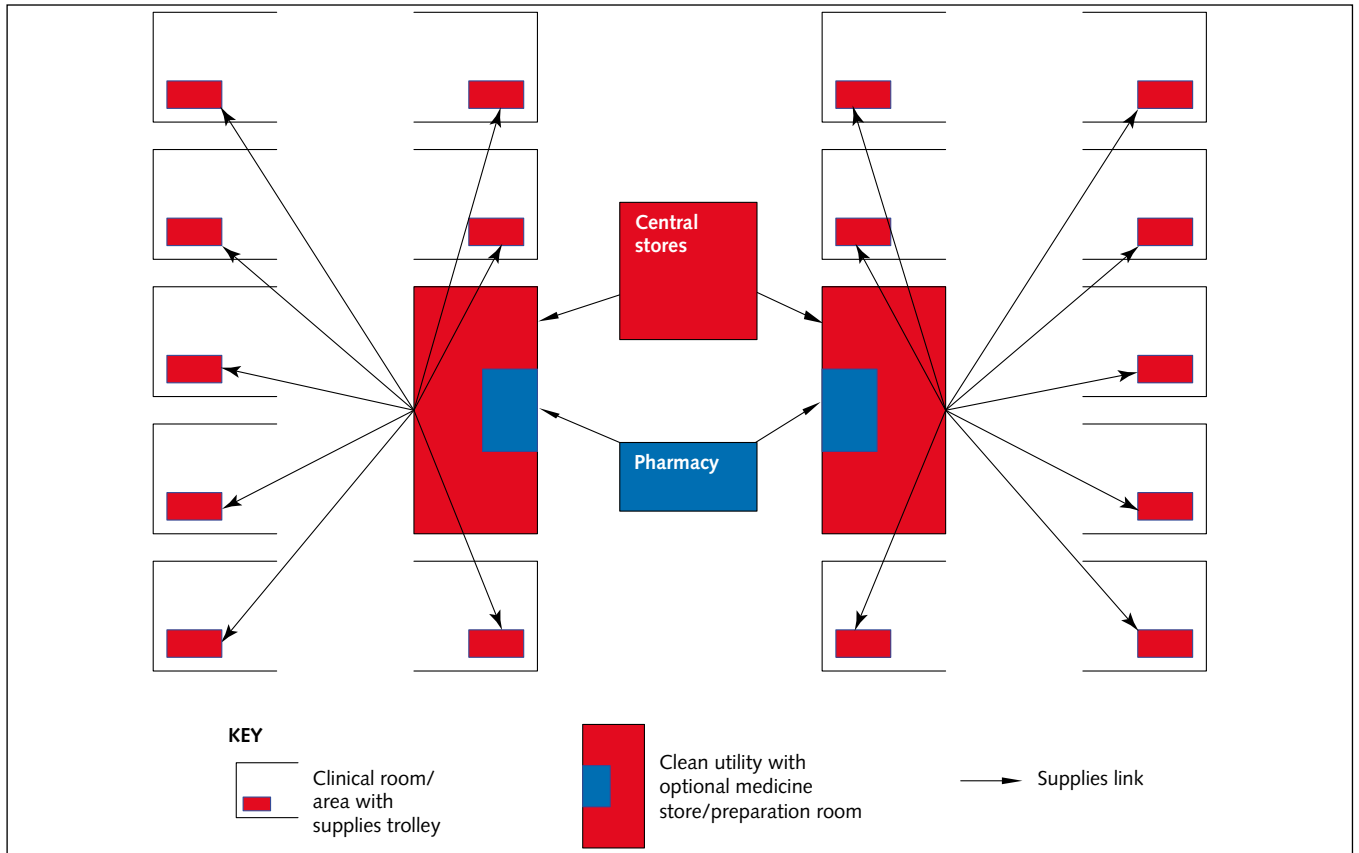 Central
stores
Pharmacy
KEY
Clinical room/
area with
supplies trolley
Clean utility with
optional medicine
store/preparation room
Supplies link